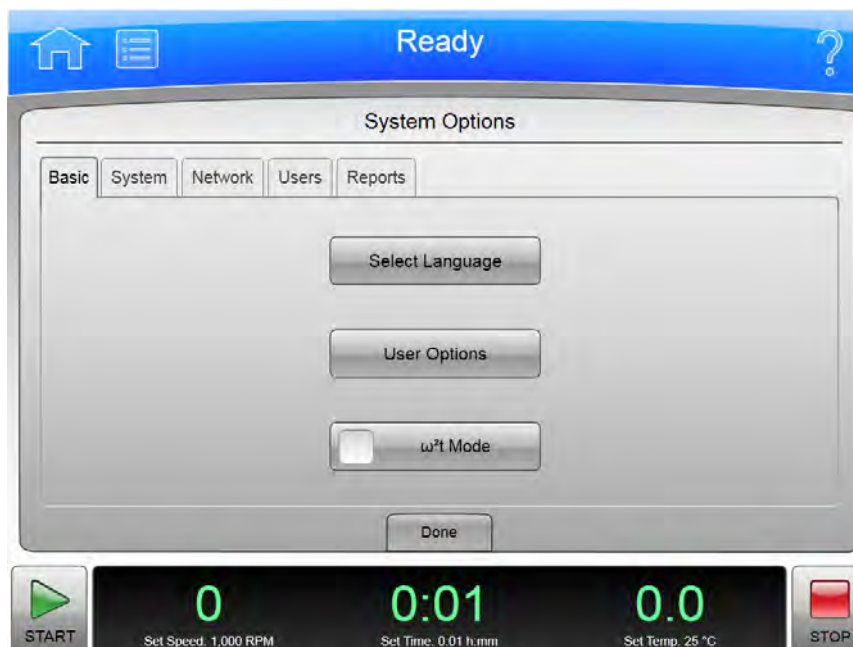 Ready
System Options
Basic System Network Users Reports
Select Language
User Options
ω²t Mode
Done
START
0
0:01
0.0
Set Speed. 1,000 RPM
Set Time. 0:01 h:mm
Set Temp. 25 °C
STOP